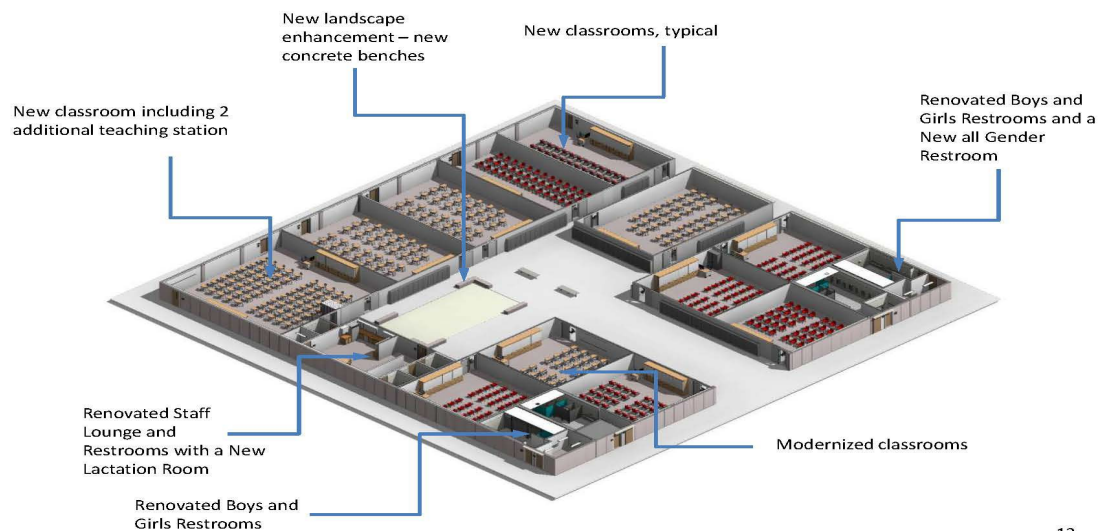 New landscape
enhancement – new
concrete benches
New classrooms, typical
New classroom including 2
additional teaching station
Renovated Boys and
Girls Restrooms and a
New all Gender
Restroom
Renovated Staff
Lounge and
Restrooms with a New
Lactation Room
Modernized classrooms
Renovated Boys and
Girls Restrooms